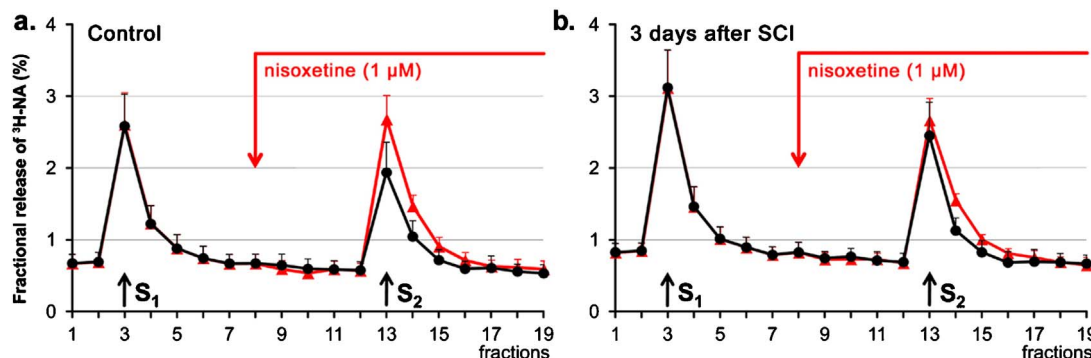 a. Control
Fractional release of ³H-NA (%)
4
3
2
1
0
nisoxetine (1 µM)
S1
S2
1 3 5 7 9 11 13 15 17 19
fractions
b. 3 days after SCI
4
3
2
1
0
nisoxetine (1 µM)
S1
S2
1 3 5 7 9 11 13 15 17 19
fractions